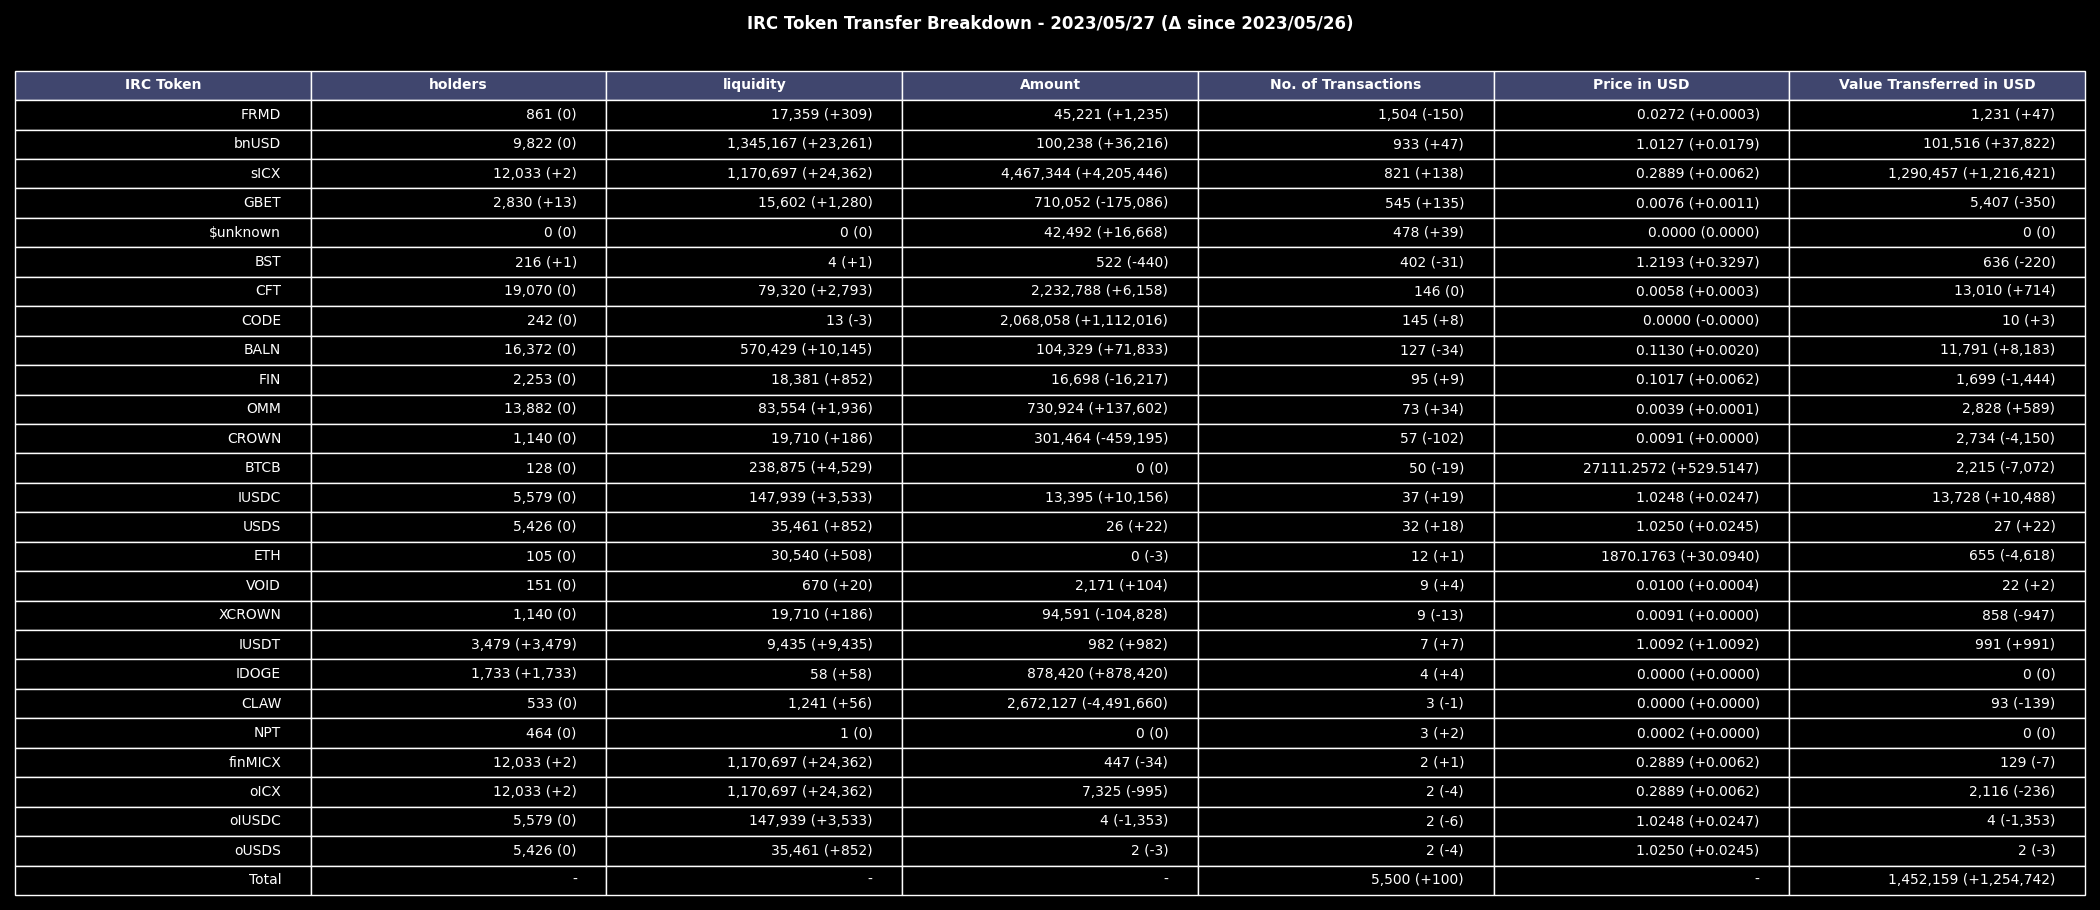 IRC Token Transfer Breakdown - 2023/05/27 (Δ since 2023/05/26)
IRC Token holders liquidity Amount No. of Transactions Price in USD Value Transferred in USD
FRMD 861 (0) 17,359 (+309) 45,221 (+1,235) 1,504 (-150) 0.0272 (+0.0003) 1,231 (+47)
bnUSD 9,822 (0) 1,345,167 (+23,261) 100,238 (+36,216) 933 (+47) 1.0127 (+0.0179) 101,516 (+37,822)
sICX 12,033 (+2) 1,170,697 (+24,362) 4,467,344 (+4,205,446) 821 (+138) 0.2889 (+0.0062) 1,290,457 (+1,216,421)
GBET 2,830 (+13) 15,602 (+1,280) 710,052 (-175,086) 545 (+135) 0.0076 (+0.0011) 5,407 (-350)
$unknown 0 (0) 0 (0) 42,492 (+16,668) 478 (+39) 0.0000 (0.0000) 0 (0)
BST 216 (+1) 4 (+1) 522 (-440) 402 (-31) 1.2193 (+0.3297) 636 (-220)
CFT 19,070 (0) 79,320 (+2,793) 2,232,788 (+6,158) 146 (0) 0.0058 (+0.0003) 13,010 (+714)
CODE 242 (0) 13 (-3) 2,068,058 (+1,112,016) 145 (+8) 0.0000 (-0.0000) 10 (+3)
BALN 16,372 (0) 570,429 (+10,145) 104,329 (+71,833) 127 (-34) 0.1130 (+0.0020) 11,791 (+8,183)
FIN 2,253 (0) 18,381 (+852) 16,698 (-16,217) 95 (+9) 0.1017 (+0.0062) 1,699 (-1,444)
OMM 13,882 (0) 83,554 (+1,936) 730,924 (+137,602) 73 (+34) 0.0039 (+0.0001) 2,828 (+589)
CROWN 1,140 (0) 19,710 (+186) 301,464 (-459,195) 57 (-102) 0.0091 (+0.0000) 2,734 (-4,150)
BTCB 128 (0) 238,875 (+4,529) 0 (0) 50 (-19) 27111.2572 (+529.5147) 2,215 (-7,072)
IUSDC 5,579 (0) 147,939 (+3,533) 13,395 (+10,156) 37 (+19) 1.0248 (+0.0247) 13,728 (+10,488)
USDS 5,426 (0) 35,461 (+852) 26 (+22) 32 (+18) 1.0250 (+0.0245) 27 (+22)
ETH 105 (0) 30,540 (+508) 0 (-3) 12 (+1) 1870.1763 (+30.0940) 655 (-4,618)
VOID 151 (0) 670 (+20) 2,171 (+104) 9 (+4) 0.0100 (+0.0004) 22 (+2)
XCROWN 1,140 (0) 19,710 (+186) 94,591 (-104,828) 9 (-13) 0.0091 (+0.0000) 858 (-947)
IUSDT 3,479 (+3,479) 9,435 (+9,435) 982 (+982) 7 (+7) 1.0092 (+1.0092) 991 (+991)
IDOGE 1,733 (+1,733) 58 (+58) 878,420 (+878,420) 4 (+4) 0.0000 (+0.0000) 0 (0)
CLAW 533 (0) 1,241 (+56) 2,672,127 (-4,491,660) 3 (-1) 0.0000 (+0.0000) 93 (-139)
NPT 464 (0) 1 (0) 0 (0) 3 (+2) 0.0002 (+0.0000) 0 (0)
finMICX 12,033 (+2) 1,170,697 (+24,362) 447 (-34) 2 (+1) 0.2889 (+0.0062) 129 (-7)
oICX 12,033 (+2) 1,170,697 (+24,362) 7,325 (-995) 2 (-4) 0.2889 (+0.0062) 2,116 (-236)
oIUSDC 5,579 (0) 147,939 (+3,533) 4 (-1,353) 2 (-6) 1.0248 (+0.0247) 4 (-1,353)
oUSDS 5,426 (0) 35,461 (+852) 2 (-3) 2 (-4) 1.0250 (+0.0245) 2 (-3)
Total - - - 5,500 (+100) - 1,452,159 (+1,254,742)